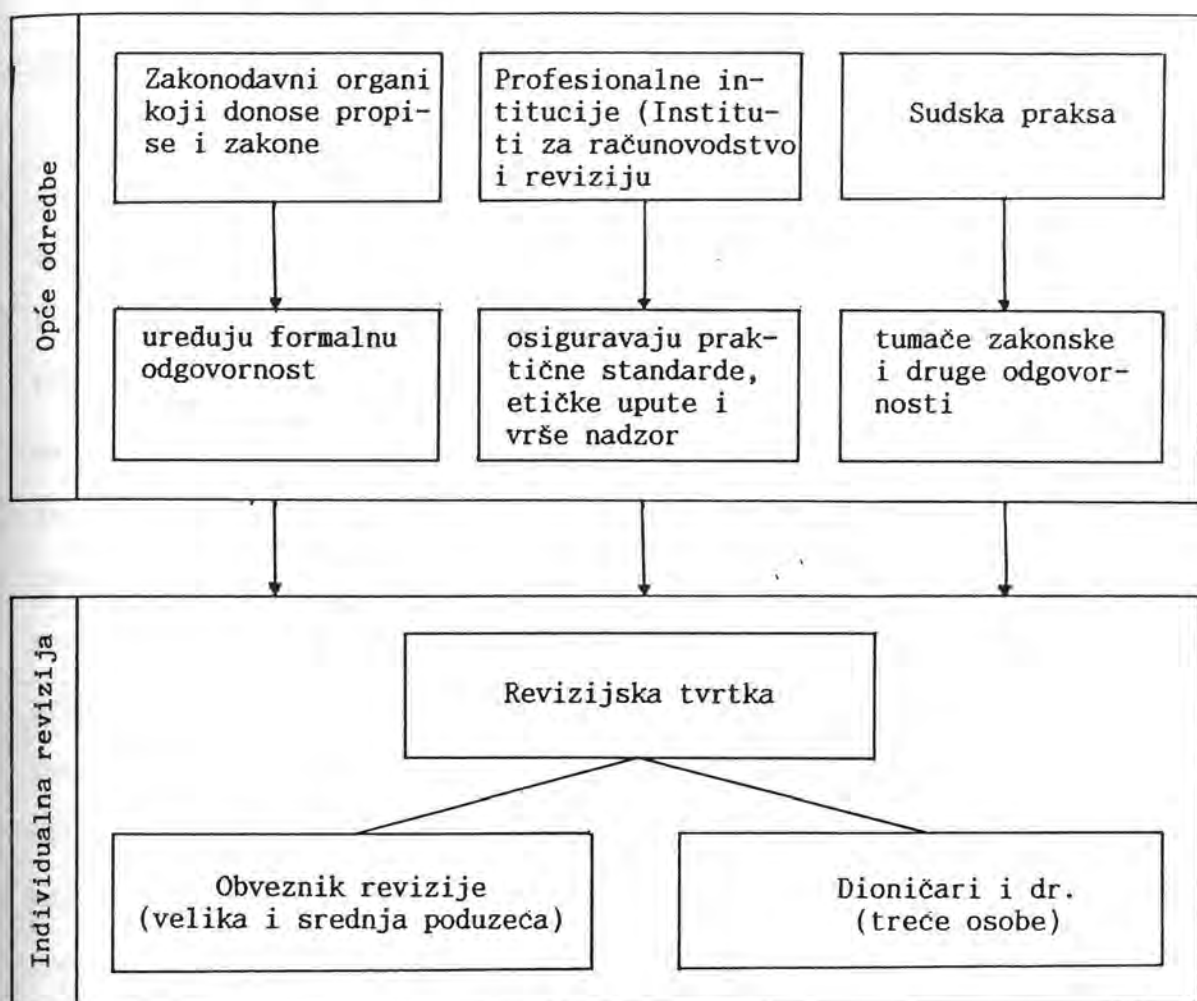 Opće odredbe
Zakonodavni organi
koji donose propi-
se i zakone
Profesionalne in-
titucije (Institu-
ti za računovodstvo
i reviziju
Sudska praksa
uređuju formalnu
odgovornost
osiguravaju prak-
tične standarde,
etičke upute i
vrše nadzor
tumače zakonske
i druge odgovor-
nosti
Individualna revizija
Revizijska tvrtka
Obveznik revizije
(velika i srednja poduzeća)
Dioničari i dr.
(treće osobe)